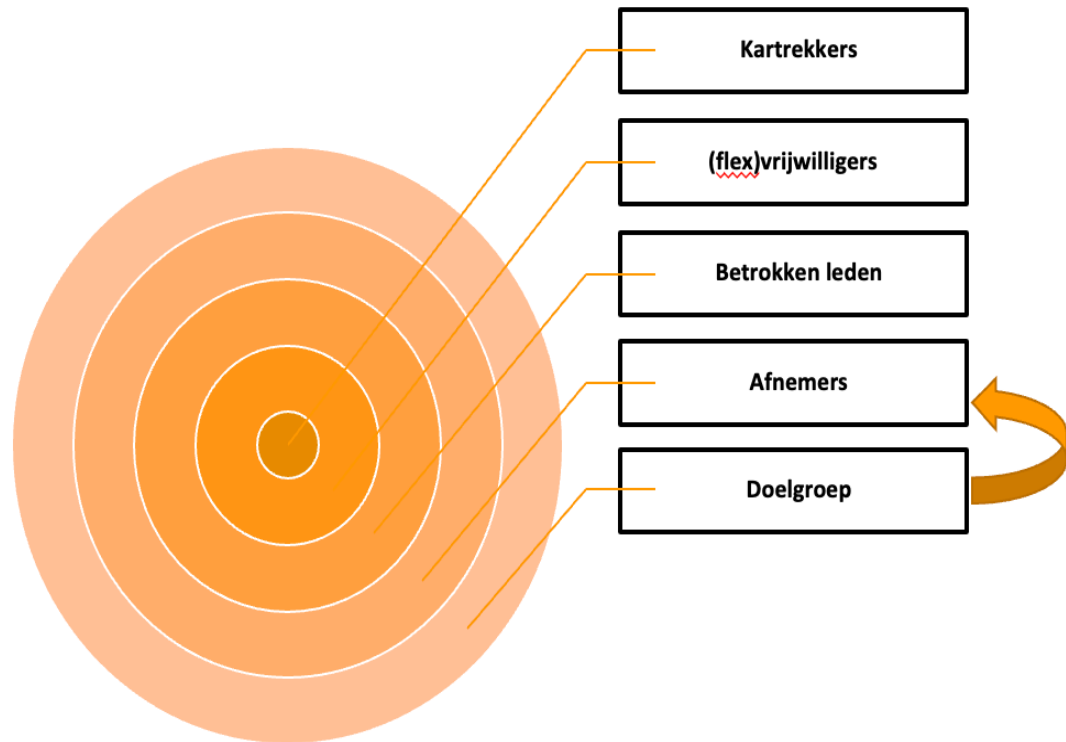 Kartrekkers
(flex)vrijwilligers
Betrokken leden
Afnemers
Doelgroep